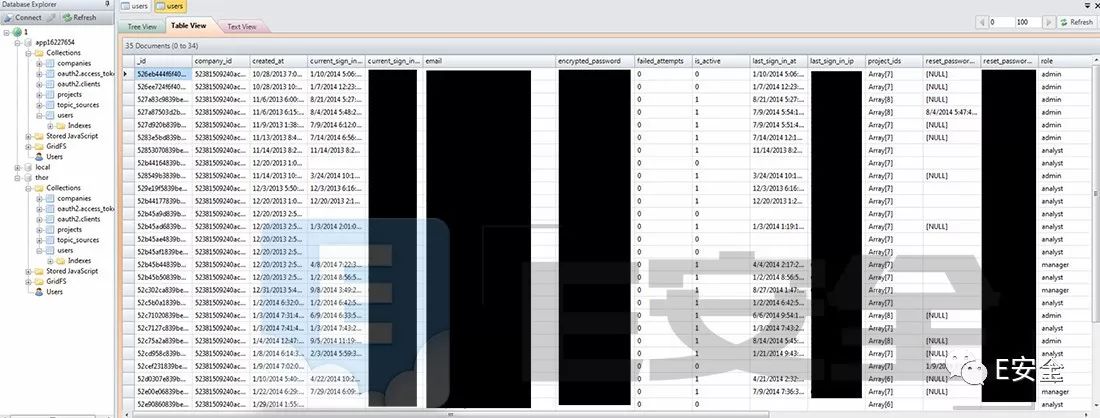 Database Explorer
Connect
Refresh
1
app16227654
Collections
companies
oauth2.access_tok
oauth2.clients
projects
topic_sources
users
Indexes
Stored JavaScript
GridFS
Users
local
thor
Collections
companies
oauth2.access_tok
oauth2.clients
projects
topic_sources
users
Indexes
Stored JavaScript
GridFS
Users
users users
Tree View Table View Text View
0 100 Refresh
35 Documents (0 to 34)
_id company_id created_at current_sign_in... current_sign_in... email encrypted_password failed_attempts is_active last_sign_in_at last_sign_in_ip project_ids reset_passwor... reset_passwor... role
526eb444f6f40... 52381509240ac... 10/28/2013 7:0... 1/10/2014 5:06:... 0 0 1/10/2014 5:06:... Array[7] [NULL] admin
526ee724f6f40... 52381509240ac... 10/28/2013 10:... 1/7/2014 12:23:... 0 0 1/7/2014 12:23:... Array[7] [NULL] admin
527a83c9839be... 52381509240ac... 11/6/2013 6:00:... 8/21/2014 5:27:... 0 1 8/21/2014 5:27:... Array[7] [NULL] admin
527a87503d2b... 52381509240ac... 11/6/2013 6:15:... 8/4/2014 5:48:2... 0 1 7/9/2014 5:54:1... Array[8] 8/4/2014 5:47:4... admin
527d920b839b... 52381509240ac... 11/9/2013 1:38:... 7/9/2014 6:12:0... 0 1 7/9/2014 5:51:4... Array[7] [NULL] admin
5283e5bd839b... 52381509240ac... 11/13/2013 8:4... 7/14/2014 6:56:... 0 1 7/14/2014 12:1... Array[7] [NULL] admin
52853070839be... 52381509240ac... 11/14/2013 8:2... 11/14/2013 8:2... 0 1 11/14/2013 8:2... Array[7] analyst
52b44164839b... 52381509240ac... 12/20/2013 1:0... 0 0 Array[7] analyst
528549b3839b... 52381509240ac... 11/14/2013 10:... 3/24/2014 10:1... 0 1 3/24/2014 10:1... Array[7] [NULL] admin
529e19f5839be... 52381509240ac... 12/3/2013 5:50:... 12/3/2013 6:16:... 0 1 12/3/2013 6:16:... Array[7] analyst
52b44177839b... 52381509240ac... 12/20/2013 1:0... 12/20/2013 2:1... 0 1 12/20/2013 1:2... Array[7] analyst
52b45a9d839b... 52381509240ac... 12/20/2013 2:5... 0 0 Array[7] analyst
52b45ad6839b... 52381509240ac... 12/20/2013 2:5... 1/3/2014 2:01:0... 0 1 1/3/2014 1:19:1... Array[7] [NULL] analyst
52b45ae4839b... 52381509240ac... 12/20/2013 2:5... 0 0 Array[7] analyst
52b45af1839be... 52381509240ac... 12/20/2013 2:5... 0 0 Array[7] analyst
52b45b44839b... 52381509240ac... 12/20/2013 2:5... 4/8/2014 7:22:3... 0 1 4/4/2014 2:17:2... Array[7] manager
52b45b50839b... 52381509240ac... 12/20/2013 2:5... 1/2/2014 8:56:5... 0 1 1/2/2014 8:56:5... Array[7] analyst
52c302ca839be... 52381509240ac... 12/31/2013 5:4... 9/8/2014 3:49:2... 0 1 8/27/2014 1:47:... Array[7] manager
52c5b0a1839b... 52381509240ac... 1/2/2014 6:32:0... 1/2/2014 6:42:5... 0 1 1/2/2014 6:42:5... Array[7] analyst
52c71020839b... 52381509240ac... 1/3/2014 7:31:4... 6/9/2014 6:33:5... 0 1 6/6/2014 9:54:1... Array[8] [NULL] admin
52c7127c839b... 52381509240ac... 1/3/2014 7:41:4... 1/3/2014 7:43:2... 0 1 1/3/2014 7:43:2... Array[7] analyst
52c75a2a839b... 52381509240ac... 1/4/2014 12:47:... 9/5/2014 11:19:... 0 1 8/14/2014 5:45:... Array[8] [NULL] admin
52cd958c839b... 52381509240ac... 1/8/2014 6:14:3... 2/3/2014 5:59:3... 0 1 1/21/2014 9:43:... Array[7] [NULL] analyst
52cef231839be... 52381509240ac... 1/9/2014 7:02:0... 0 0 Array[7] 1/9/20 analyst
52d0307e839b... 52381509240ac... 1/10/2014 5:40:... 4/22/2014 10:2... 0 1 4/21/2014 2:32:... Array[6] [NULL] analyst
52e00e06839b... 52381509240ac... 1/22/2014 6:29:... 7/9/2014 6:29:1... 0 1 7/9/2014 7:36:3... Array[7] [NULL] manager
52e90860839b... 52381509240ac... 1/29/2014 1:55:... 0 0 Array[6] analyst
E安全
E安全